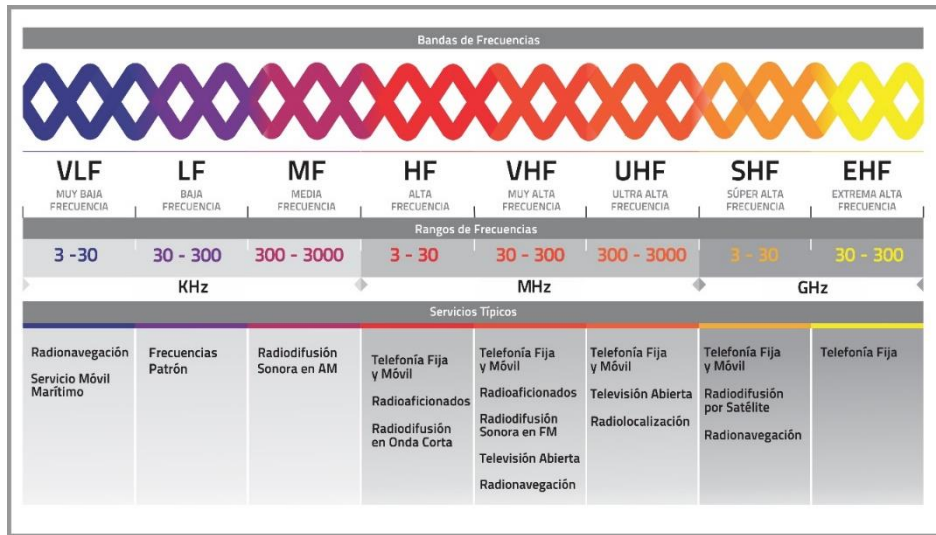 Bandas de Frecuencias
VLF
MUY BAJA
FRECUENCIA
LF
BAJA
FRECUENCIA
MF
MEDIA
FRECUENCIA
HF
ALTA
FRECUENCIA
VHF
MUY ALTA
FRECUENCIA
UHF
ULTRA ALTA
FRECUENCIA
SHF
SÚPER ALTA
FRECUENCIA
EHF
EXTREMA ALTA
FRECUENCIA
Rangos de Frecuencias
3 -30
30 - 300
300 - 3000
3 - 30
30 - 300
300 - 3000
3 - 30
30 - 300
KHz
MHz
GHz
Servicios Típicos
Radionavegación
Servicio Móvil
Marítimo
Frecuencias
Patrón
Radiodifusión
Sonora en AM
Telefonía Fija
y Móvil
Radioaficionados
Radiodifusión
en Onda Corta
Telefonía Fija
y Móvil
Radioaficionados
Radiodifusión
Sonora en FM
Televisión Abierta
Radionavegación
Telefonía Fija
y Móvil
Televisión Abierta
Radiolocalización
Telefonía Fija
y Móvil
Radiodifusión
por Satélite
Radionavegación
Telefonía Fija